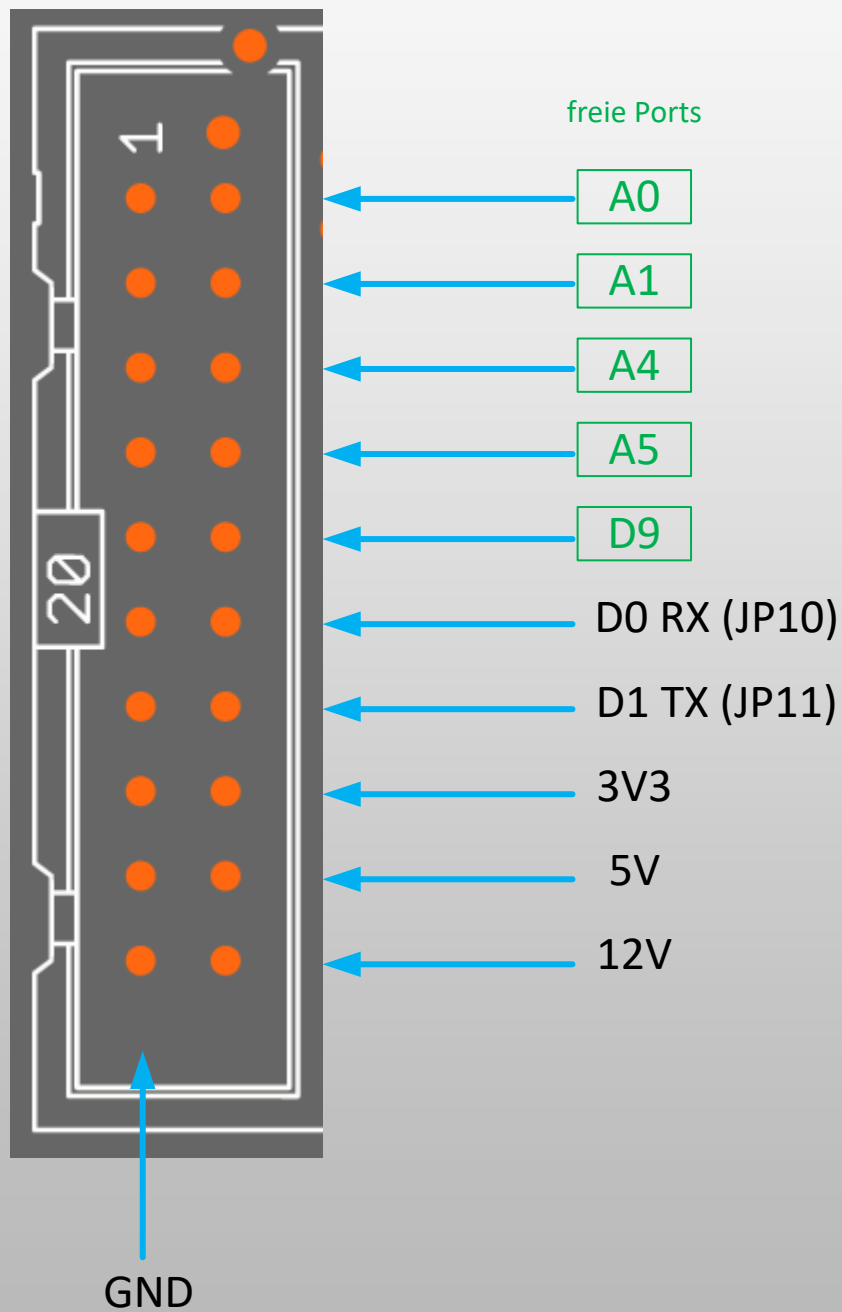 freie Ports
1
A0
A1
A4
A5
D9
20
D0 RX (JP10)
D1 TX (JP11)
3V3
5V
12V
GND